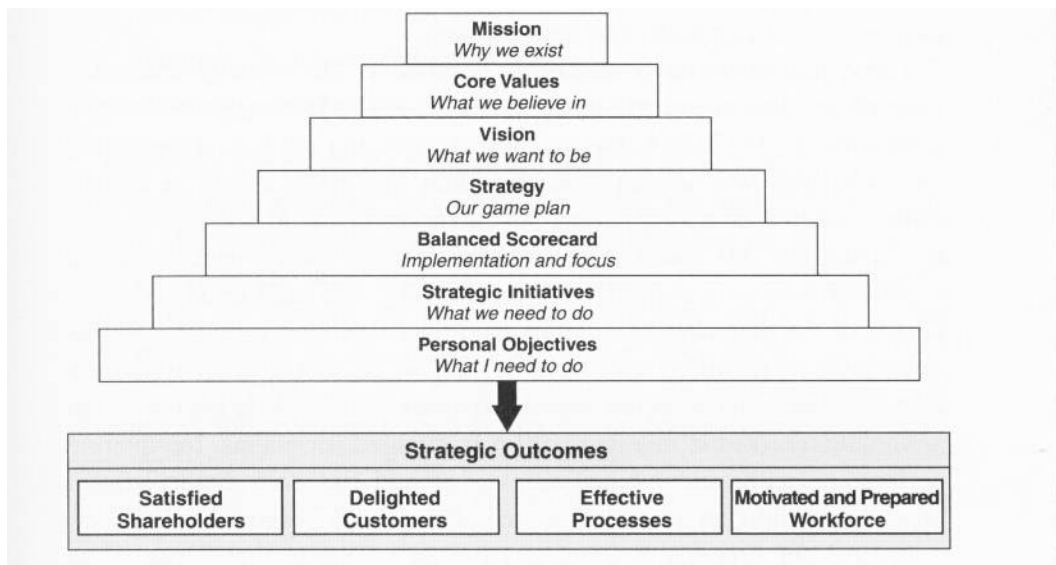 Mission
Why we exist
Core Values
What we believe in
Vision
What we want to be
Strategy
Our game plan
Balanced Scorecard
Implementation and focus
Strategic Initiatives
What we need to do
Personal Objectives
What I need to do
Strategic Outcomes
Satisfied
Shareholders
Delighted
Customers
Effective
Processes
Motivated and Prepared
Workforce